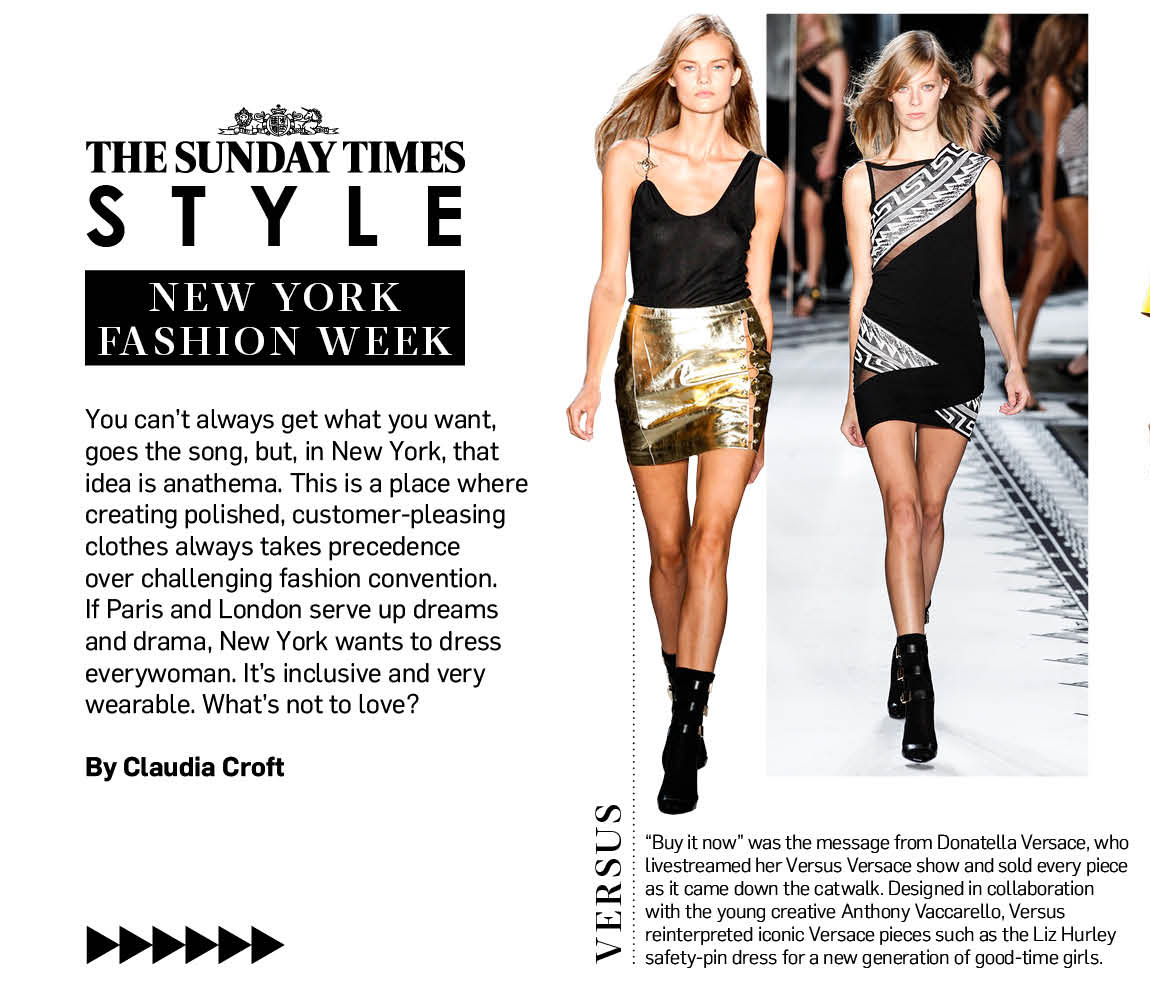 THE SUNDAY TIMES
STYLE
NEW YORK
FASHION WEEK
You can’t always get what you want,
goes the song, but, in New York, that
idea is anathema. This is a place where
creating polished, customer-pleasing
clothes always takes precedence
over challenging fashion convention.
If Paris and London serve up dreams
and drama, New York wants to dress
everywoman. It’s inclusive and very
wearable. What’s not to love?
By Claudia Croft
VERSUS
“Buy it now” was the message from Donatella Versace, who
livestreamed her Versus Versace show and sold every piece
as it came down the catwalk. Designed in collaboration
with the young creative Anthony Vaccarello, Versus
reinterpreted iconic Versace pieces such as the Liz Hurley
safety-pin dress for a new generation of good-time girls.